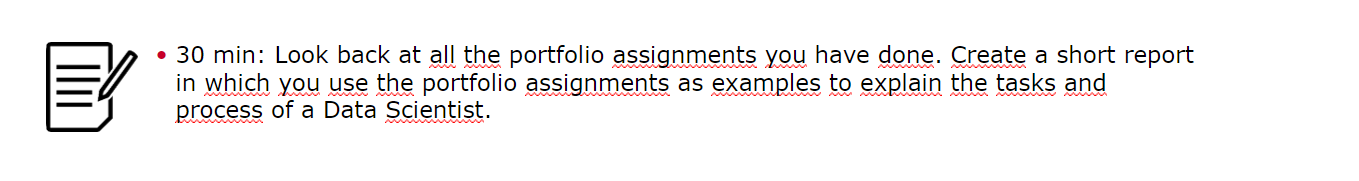 • 30 min: Look back at all the portfolio assignments you have done. Create a short report
in which you use the portfolio assignments as examples to explain the tasks and
process of a Data Scientist.